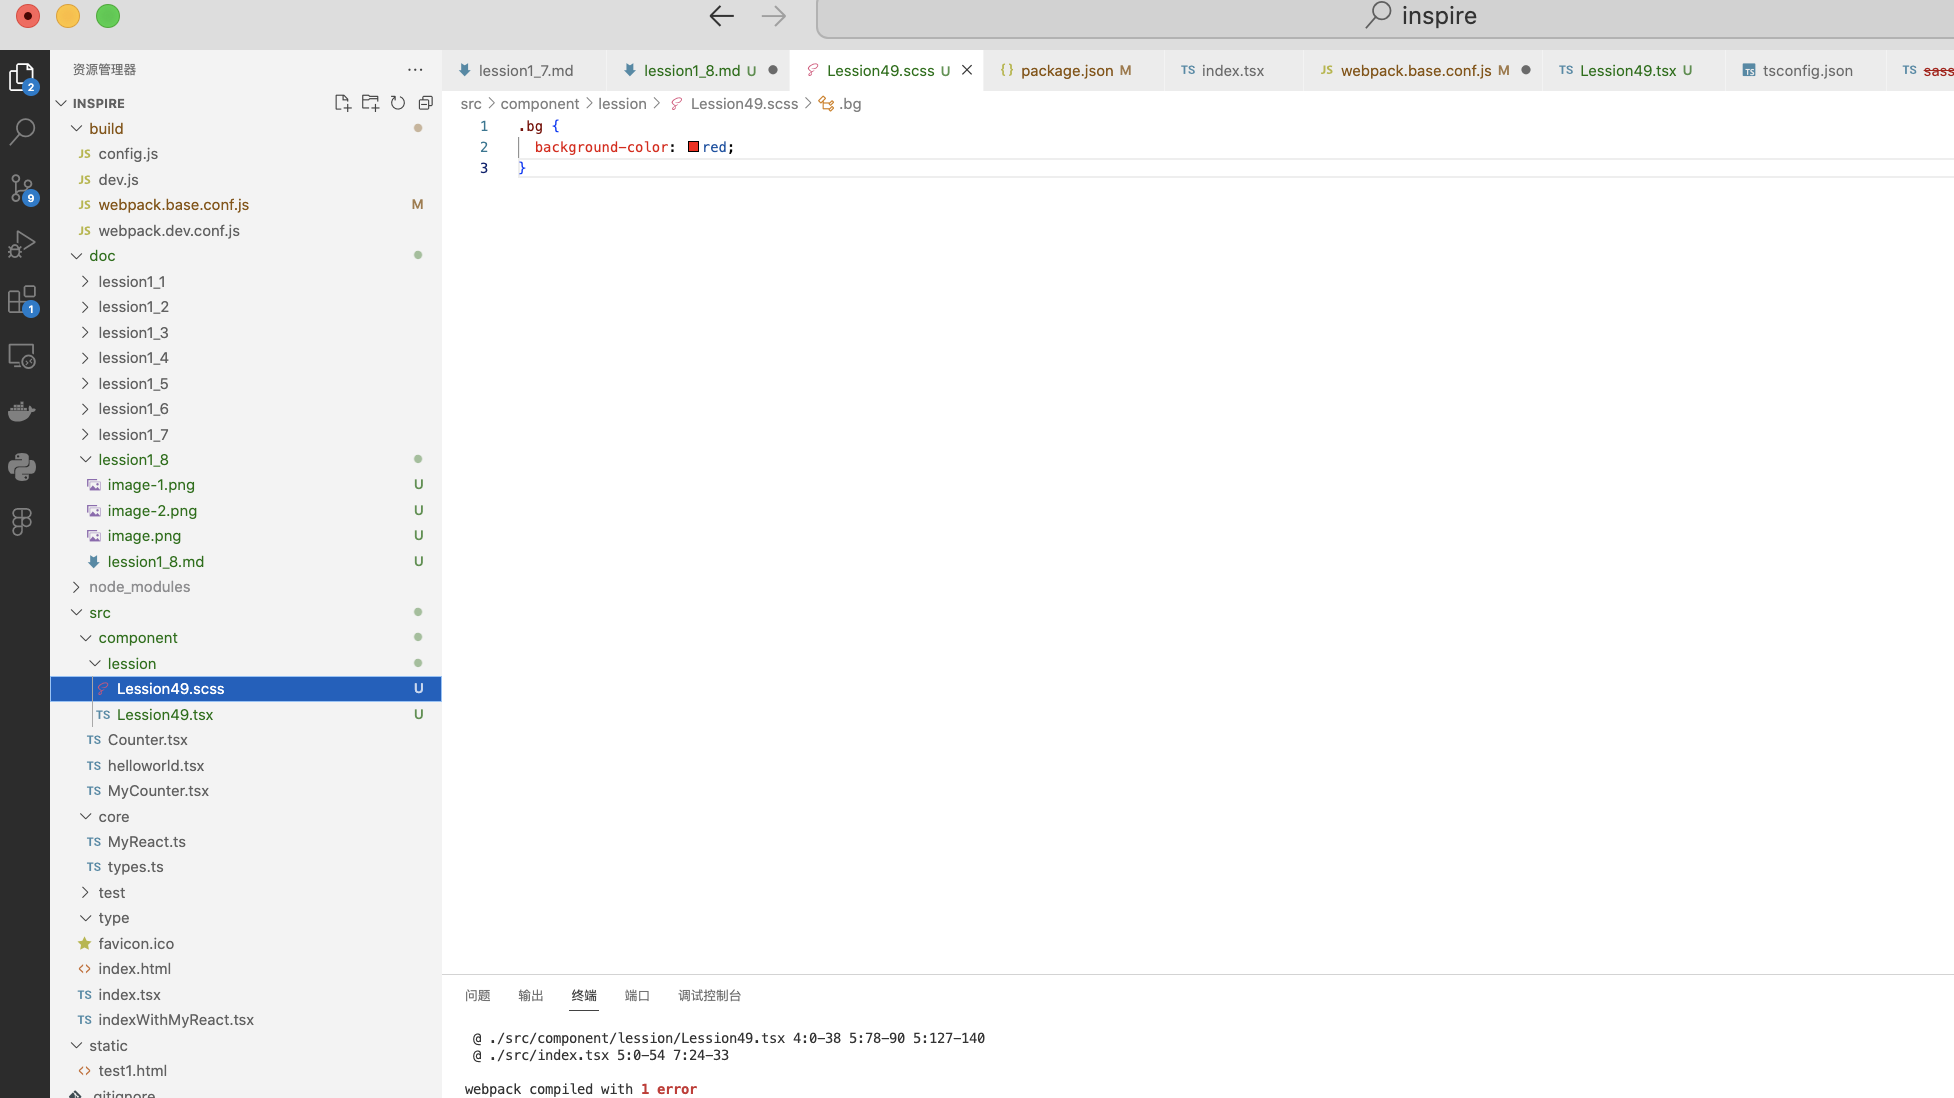 inspire
资源管理器
INSPIRE
build
JS config.js
JS dev.js
JS webpack.base.conf.js M
JS webpack.dev.conf.js
doc
lession1_1
lession1_2
lession1_3
lession1_4
lession1_5
lession1_6
lession1_7
lession1_8
image-1.png U
image-2.png U
image.png U
lession1_8.md U
node_modules
src
component
lession
Lession49.scss U
TS Lession49.tsx U
TS Counter.tsx
TS helloworld.tsx
TS MyCounter.tsx
core
TS MyReact.ts
TS types.ts
test
type
favicon.ico
index.html
TS index.tsx
TS indexWithMyReact.tsx
static
test1.html
.gitignore
2
9
1
lession1_7.md lession1_8.md U Lession49.scss U {} package.json M TS index.tsx JS webpack.base.conf.js M TS Lession49.tsx U TS tsconfig.json TS sass
src > component > lession > Lession49.scss > .bg
1 .bg {
2 background-color: red;
3 }
问题 输出 终端 端口 调试控制台
@ ./src/component/lession/Lession49.tsx 4:0-38 5:78-90 5:127-140
@ ./src/index.tsx 5:0-54 7:24-33
webpack compiled with 1 error